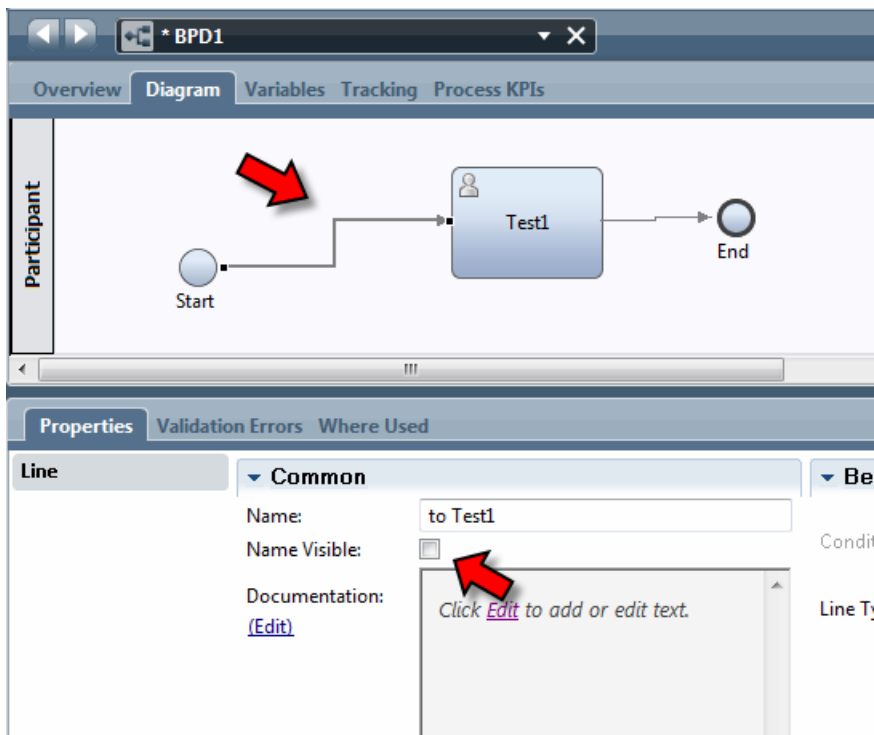 * BPD1
Overview Diagram Variables Tracking Process KPIs
Participant
Test1
Start
End
Properties Validation Errors Where Used
Line
Common
Be
Name: to Test1
Name Visible:
Condit
Documentation:
(Edit)
Click Edit to add or edit text.
Line Ty